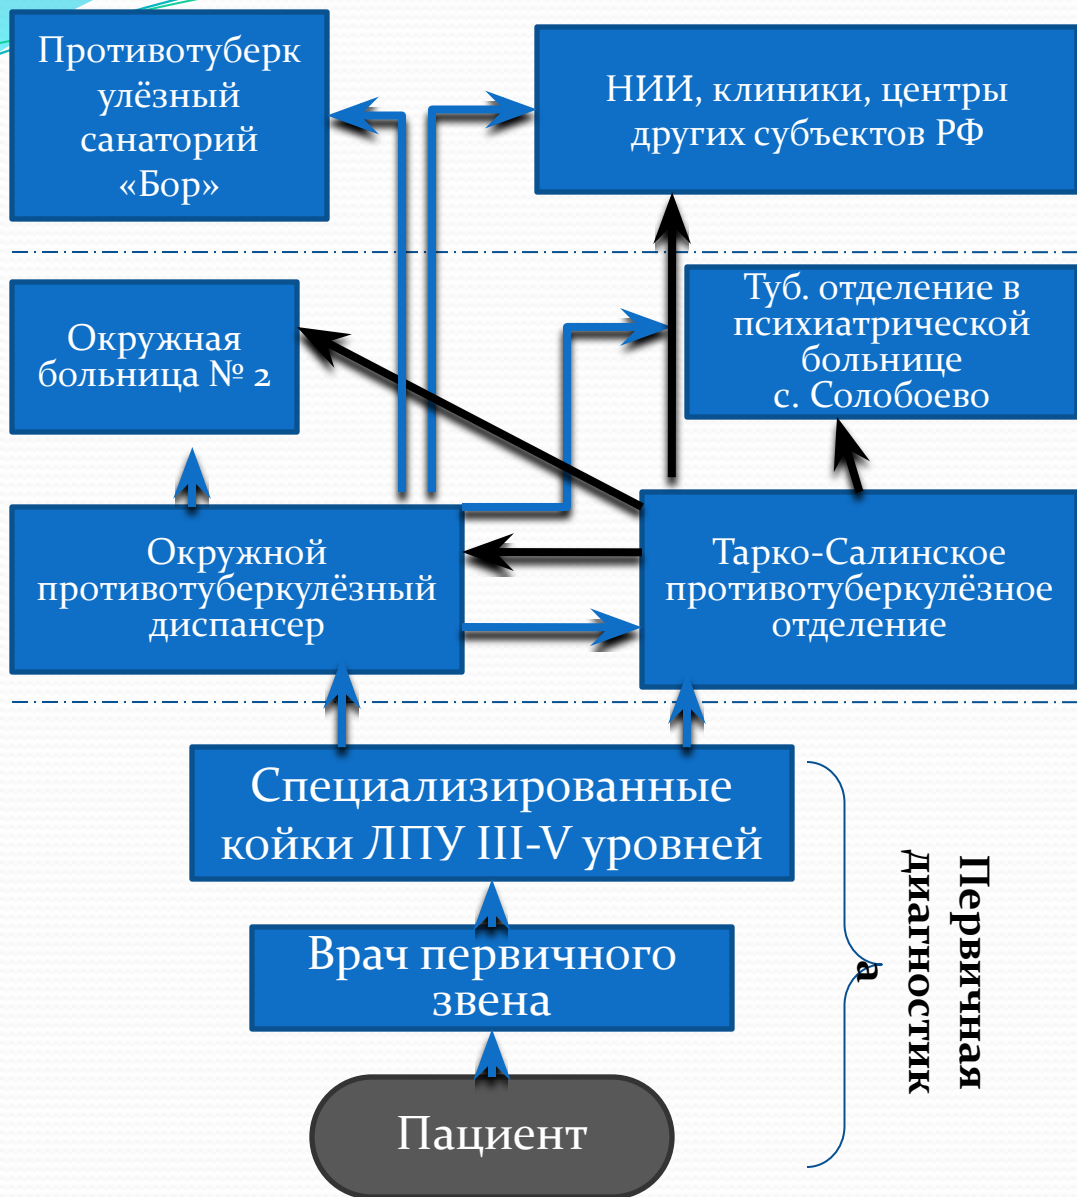 Противотуберк
улёзный
санаторий
«Бор»
НИИ, клиники, центры
других субъектов РФ
Окружная
больница № 2
Туб. отделение в
психиатрической
больнице
с. Солобоево
Окружной
противотуберкулёзный
диспансер
Тарко-Салинское
противотуберкулёзное
отделение
Специализированные
койки ЛПУ III-V уровней
Врач первичного
звена
Пациент
Первичная
диагностик
а